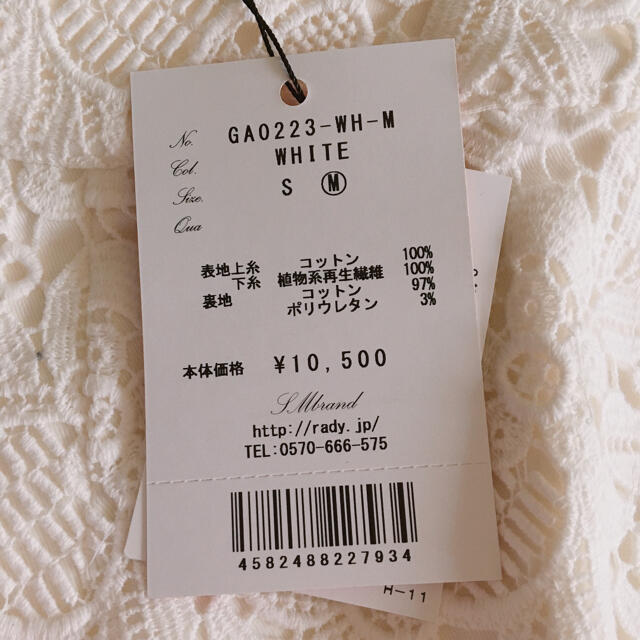 No. GA0223-WH-M
Col. WHITE
Size. S Ⓜ
Qua
表地上糸 コットン 100%
下糸 植物系再生繊維 100%
裏地 コットン 97%
ポリウレタン 3%
本体価格 ¥10,500
S.Mbrand
http://rady.jp/
TEL:0570-666-575
4582488227934
H-11